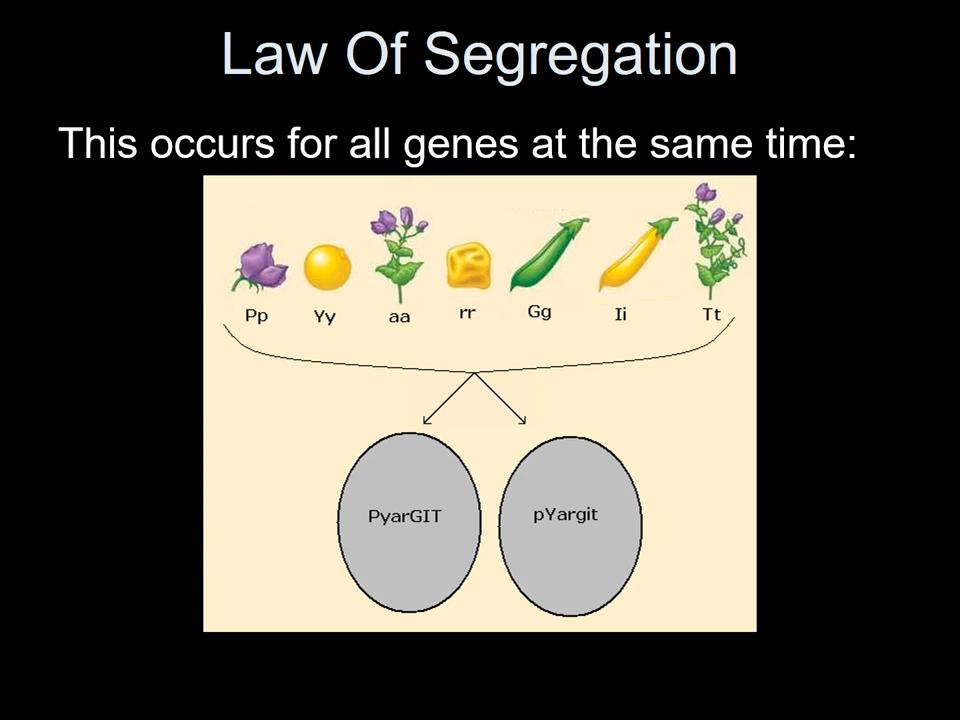 Law Of Segregation
This occurs for all genes at the same time:
Pp Yy aa rr Gg Ii Tt
PyarGIT pYargit